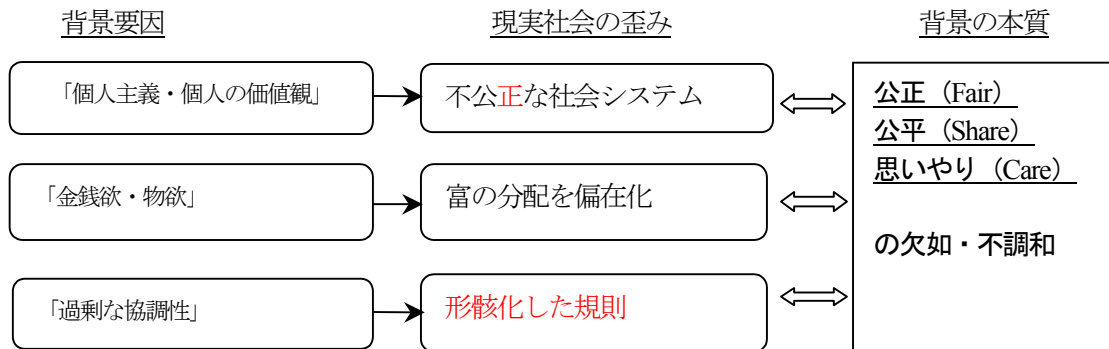 背景要因
現実社会の歪み
背景の本質
「個人主義・個人の価値観」
不公正な社会システム
公正（Fair）
公平（Share）
思いやり（Care）
「金銭欲・物欲」
富の分配を偏在化
の欠如・不調和
「過剰な協調性」
形骸化した規則